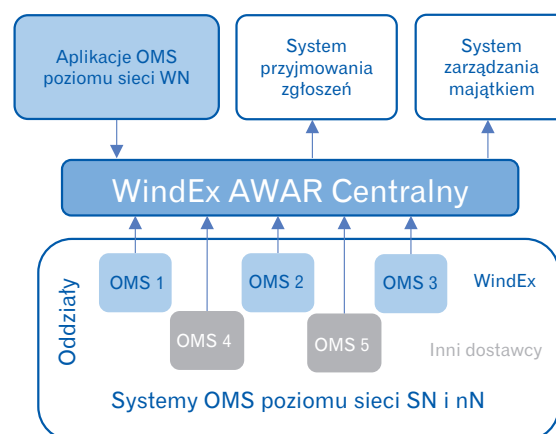 Aplikacje OMS
poziomu sieci WN
System
przyjmowania
zgłoszeń
System
zarządzania
majątkiem
WindEx AWAR Centralny
Oddziały
OMS 1
OMS 2
OMS 3
WindEx
OMS 4
OMS 5
Inni dostawcy
Systemy OMS poziomu sieci SN i nN